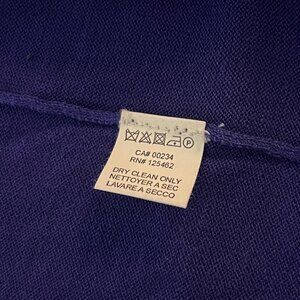 CA# 00234
RN# 125462
DRY CLEAN ONLY
NETTOYER A SEC
LAVARE A SECCO